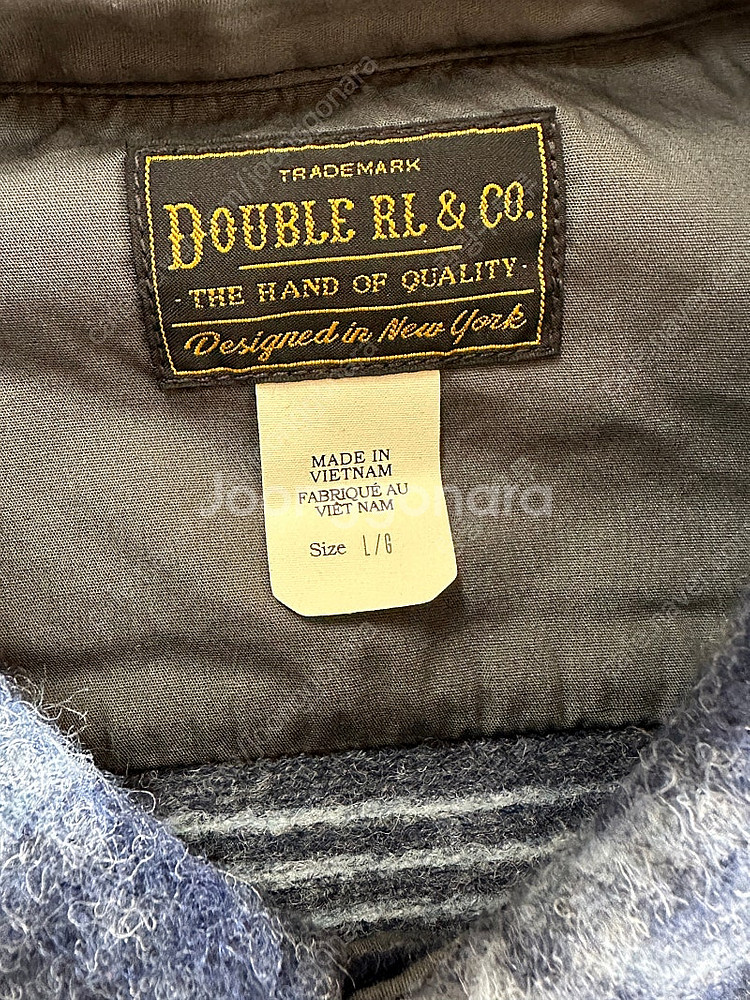 TRADEMARK
DOUBLE RL & CO.
- THE HAND OF QUALITY -
Designed in New York
MADE IN
VIETNAM
FABRIQUÉ AU
VIÊT NAM
Joonggonara
Size L/G